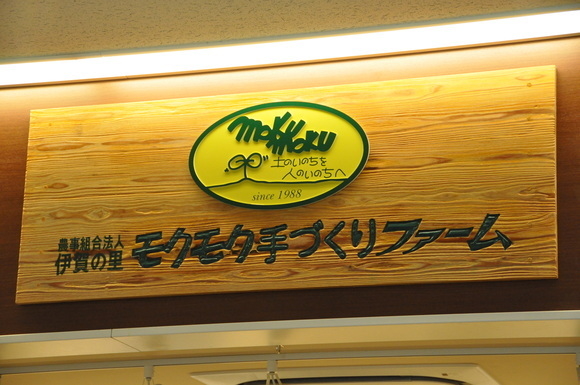 mokumoku
土のいのちを
人のいのちへ
since 1988
農事組合法人
伊賀の里
モクモク手づくりファーム